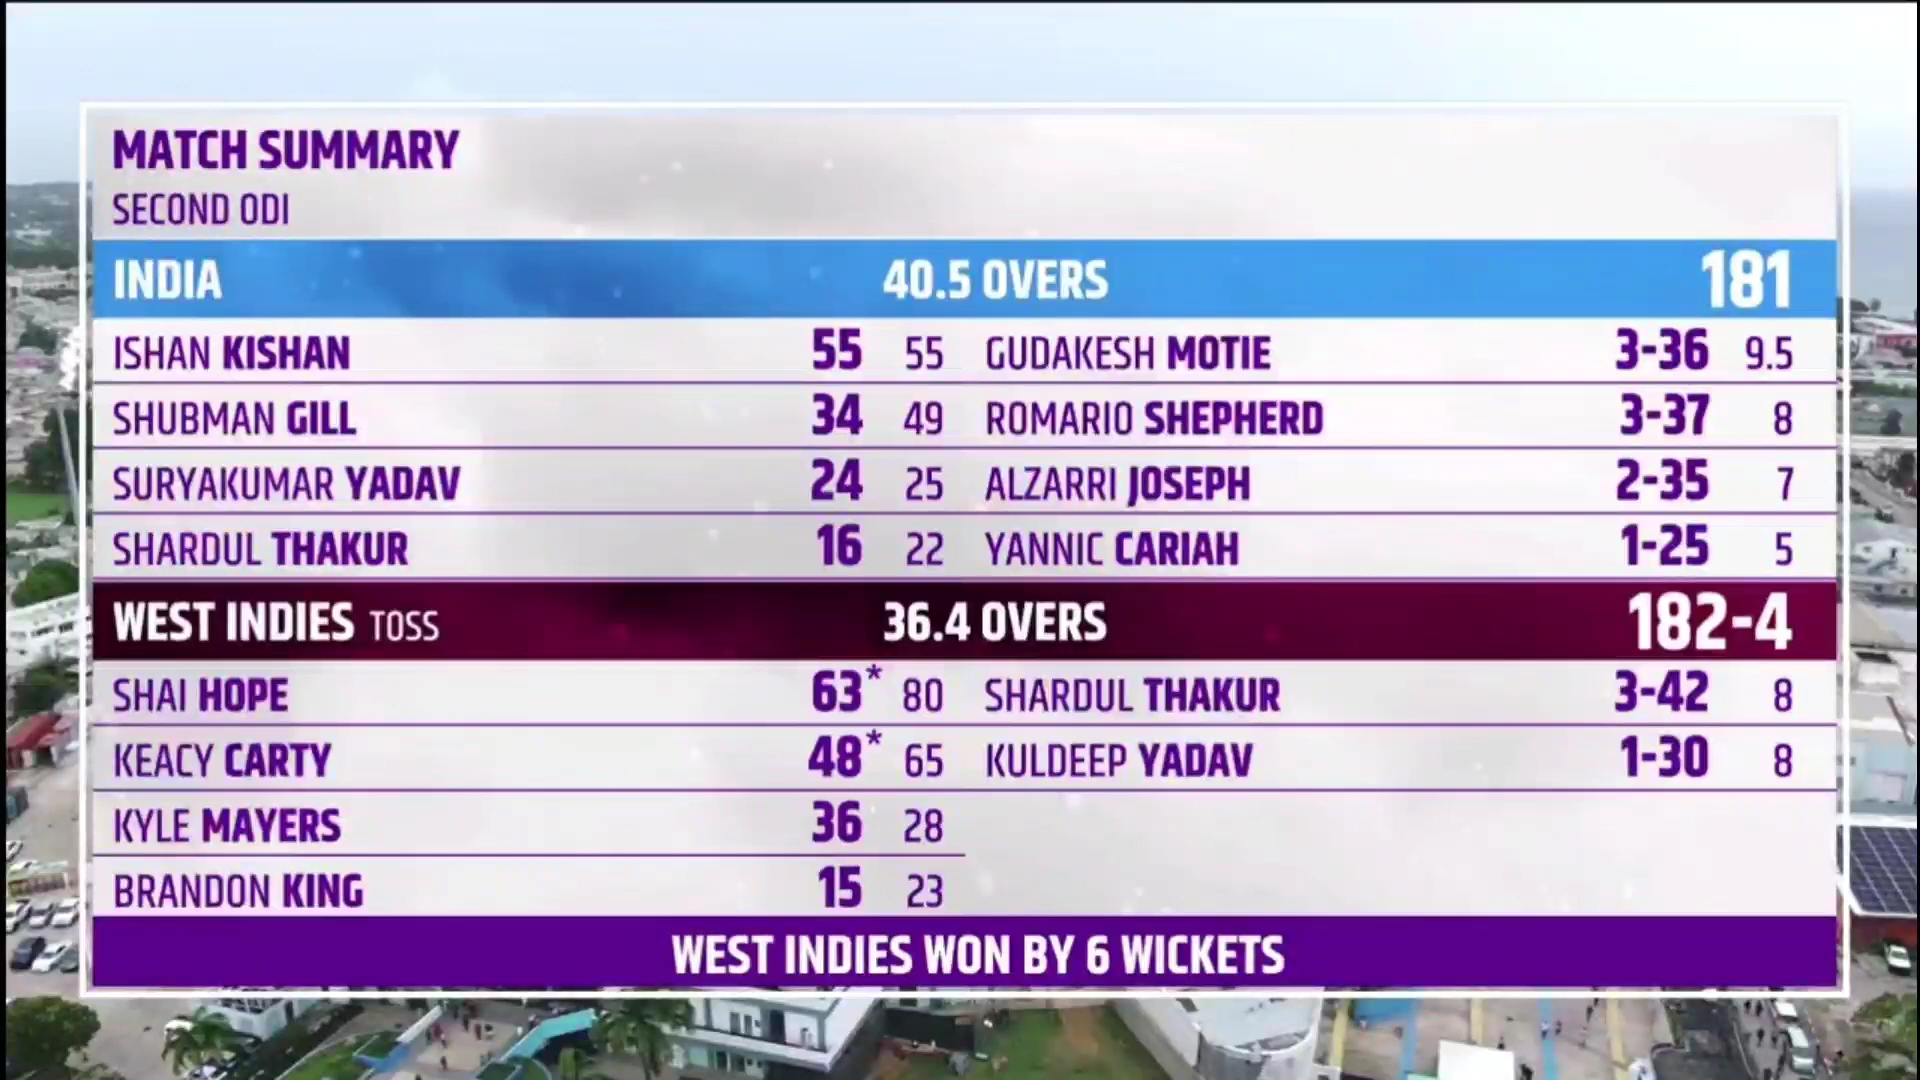 MATCH SUMMARY
SECOND ODI
INDIA 40.5 OVERS 181
ISHAN KISHAN 55 55 GUDAKESH MOTIE 3-36 9.5
SHUBMAN GILL 34 49 ROMARIO SHEPHERD 3-37 8
SURYAKUMAR YADAV 24 25 ALZARRI JOSEPH 2-35 7
SHARDUL THAKUR 16 22 YANNIC CARIAH 1-25 5
WEST INDIES TOSS 36.4 OVERS 182-4
SHAI HOPE 63* 80 SHARDUL THAKUR 3-42 8
KEACY CARTY 48* 65 KULDEEP YADAV 1-30 8
KYLE MAYERS 36 28
BRANDON KING 15 23
WEST INDIES WON BY 6 WICKETS